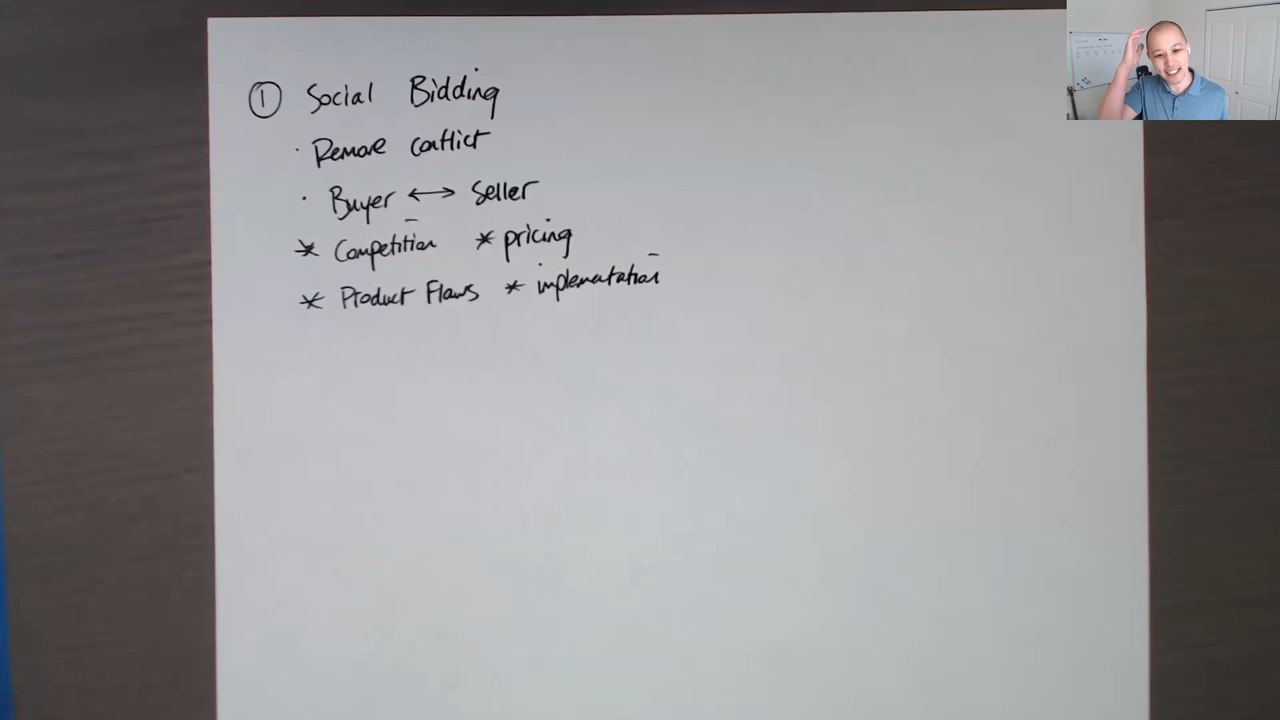 ① Social Bidding
· Remove conflict
· Buyer ↔ Seller
* Competition * pricing
* Product Flaws * implementation